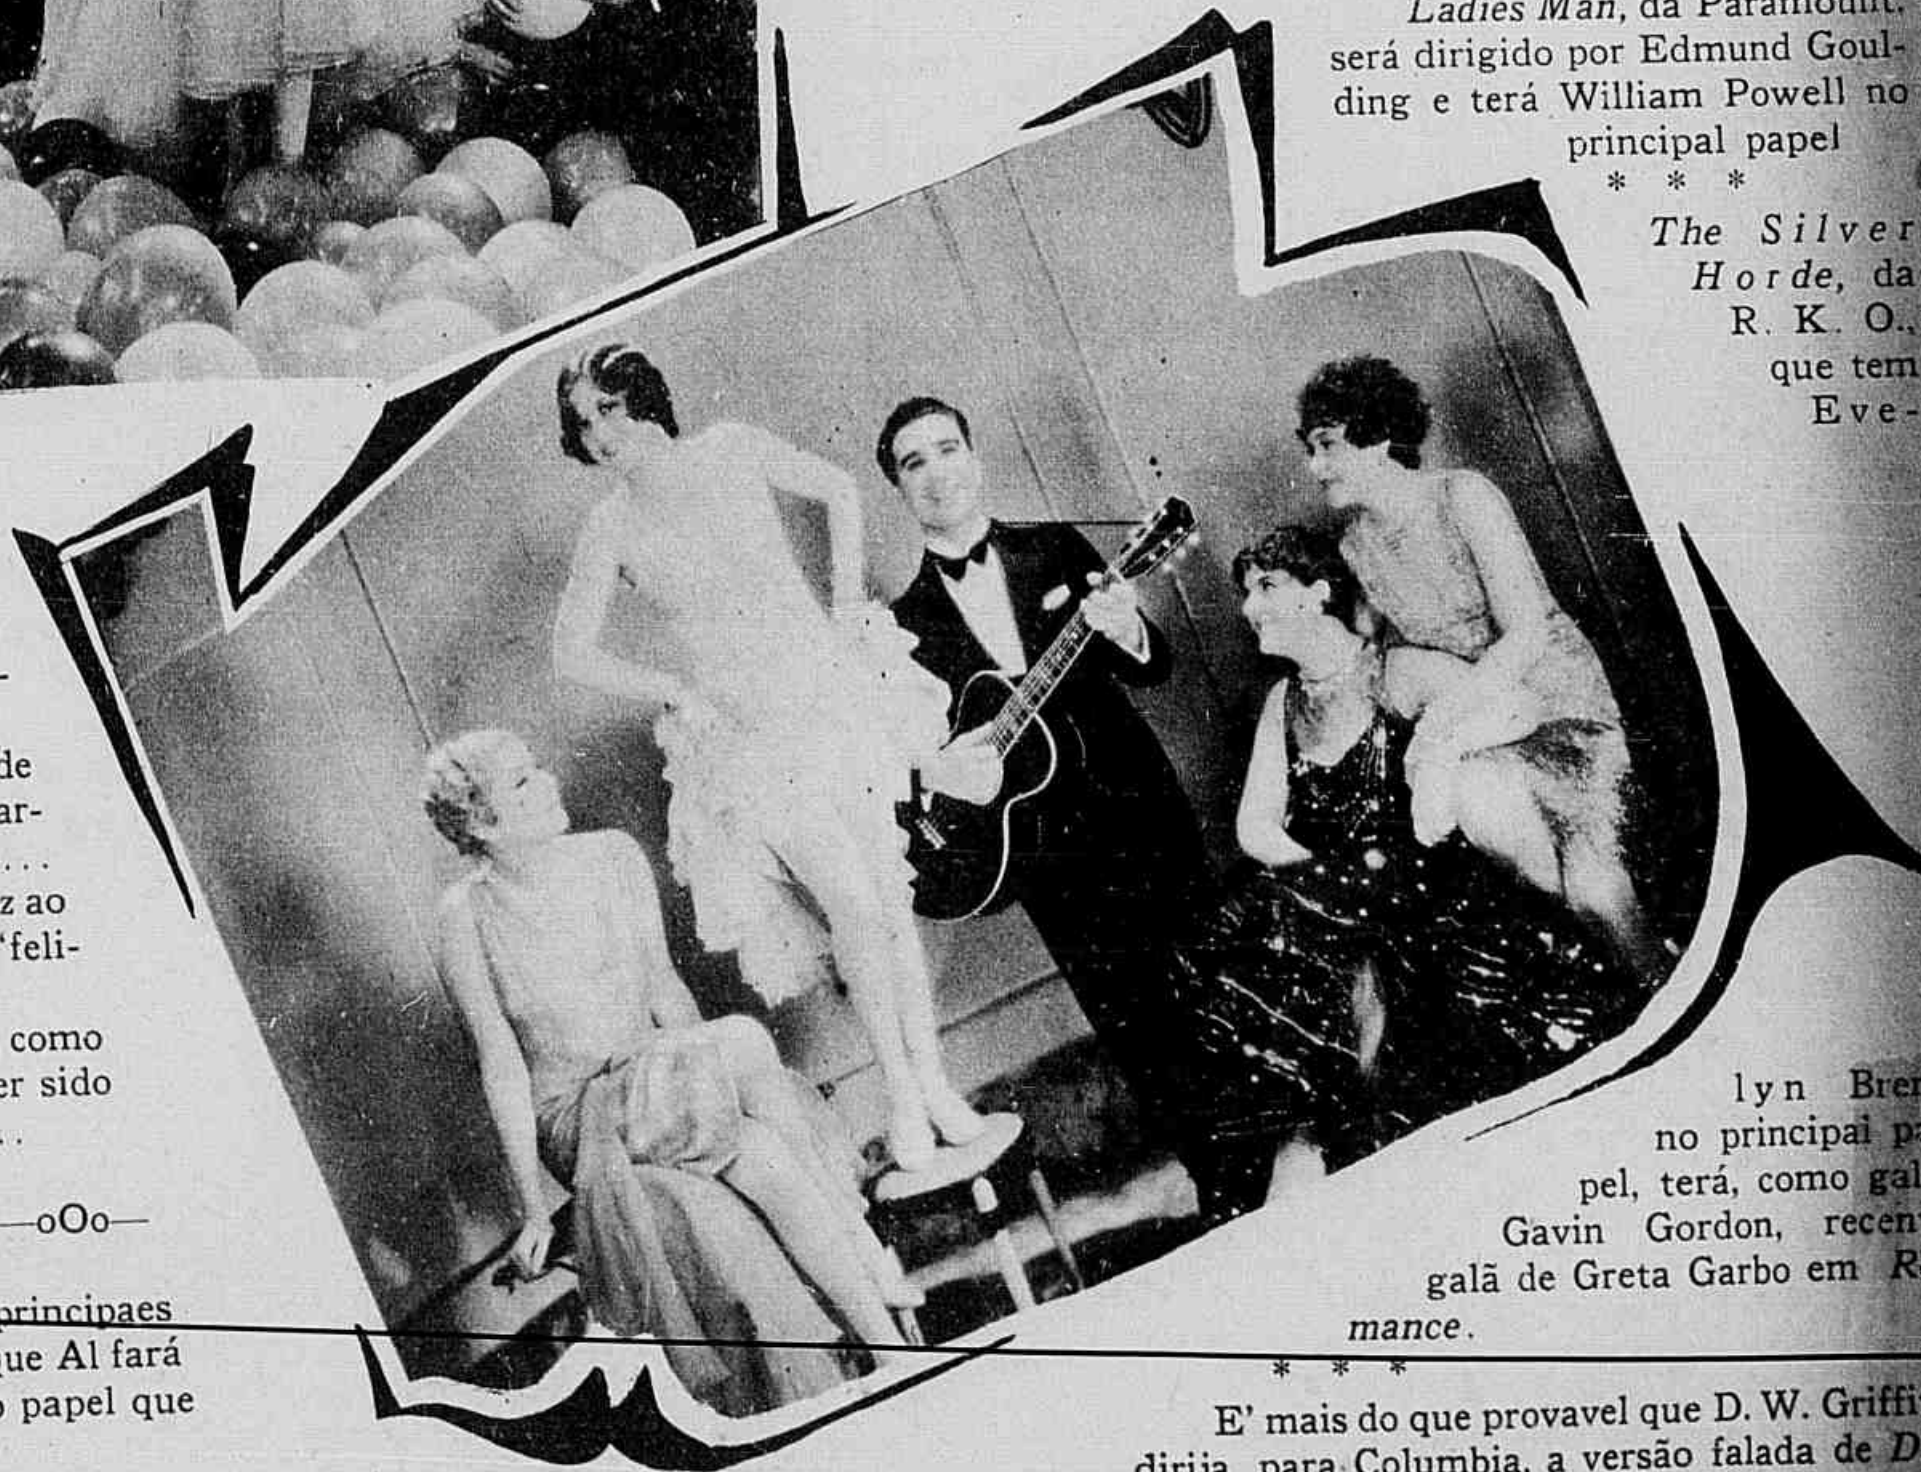 de
ar-
...
z ao
"feli-
como
er sido
..
—oOo—
principaes
que Al fará
o papel que
Ladies Man, da Paramount.
será dirigido por Edmund Goul-
ding e terá William Powell no
principal papel
* * *
The Silver
Horde, da
R. K. O.,
que tem
Eve-
lyn Bren
no principal pa
pel, terá, como gal
Gavin Gordon, recen
galã de Greta Garbo em R
mance.
* * *
E' mais do que provavel que D. W. Griffi
dirija, para Columbia, a versão falada de D